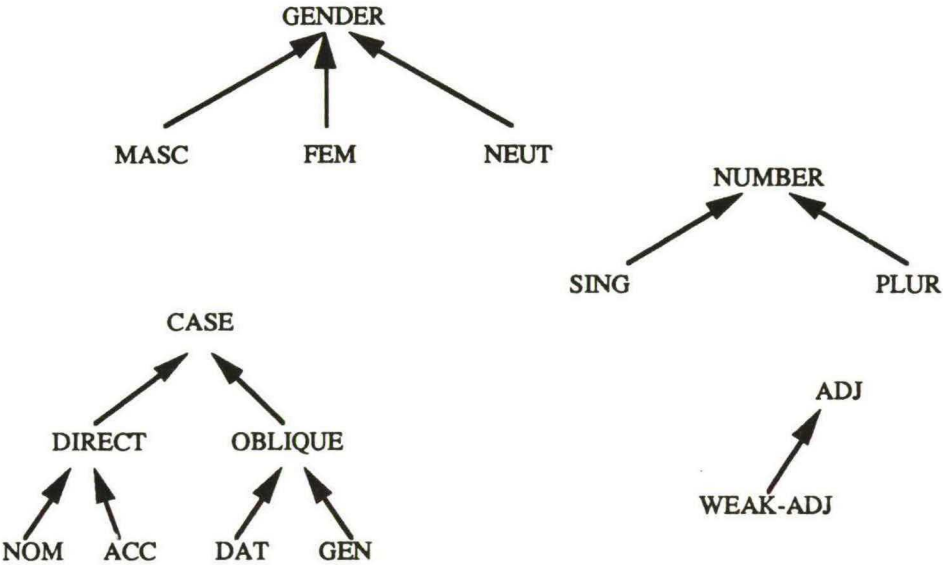 GENDER
MASC FEM NEUT
NUMBER
SING PLUR
CASE
ADJ
DIRECT OBLIQUE
WEAK-ADJ
NOM ACC DAT GEN